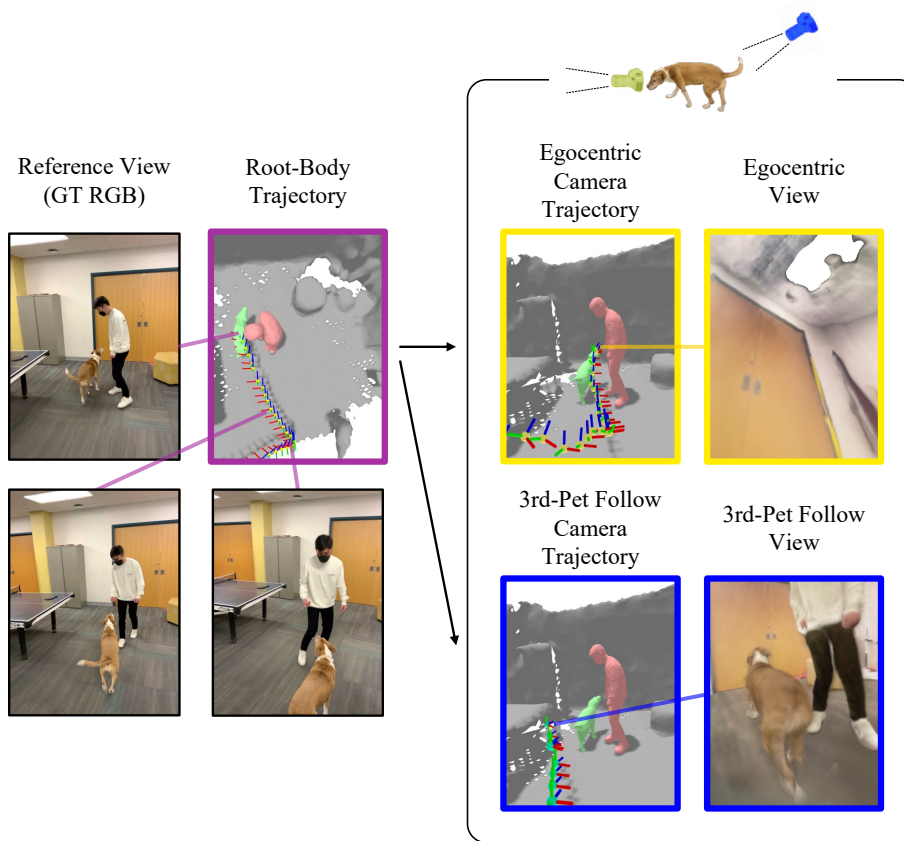 Reference View
(GT RGB)
Root-Body
Trajectory
Egocentric
Camera
Trajectory
Egocentric
View
3rd-Pet Follow
Camera
Trajectory
3rd-Pet Follow
View